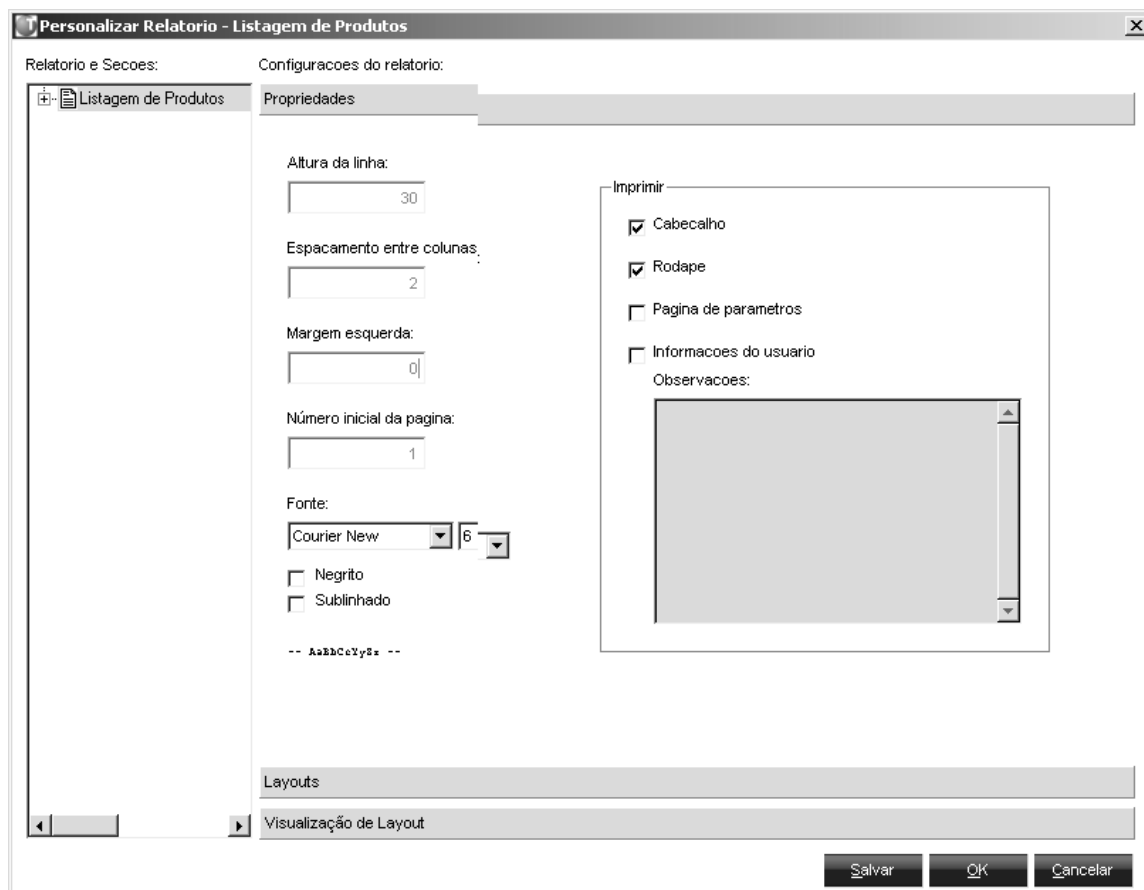 Personalizar Relatorio - Listagem de Produtos
Relatorio e Secoes:
Configuracoes do relatorio:
Listagem de Produtos
Propriedades
Altura da linha:
30
Espacamento entre colunas:
2
Margem esquerda:
0
Número inicial da pagina:
1
Fonte:
Courier New 6
Negrito
Sublinhado
-- AaBbCcYyZz --
Imprimir
Cabecalho
Rodape
Pagina de parametros
Informacoes do usuario
Observacoes:
Layouts
Visualização de Layout
Salvar
OK
Cancelar